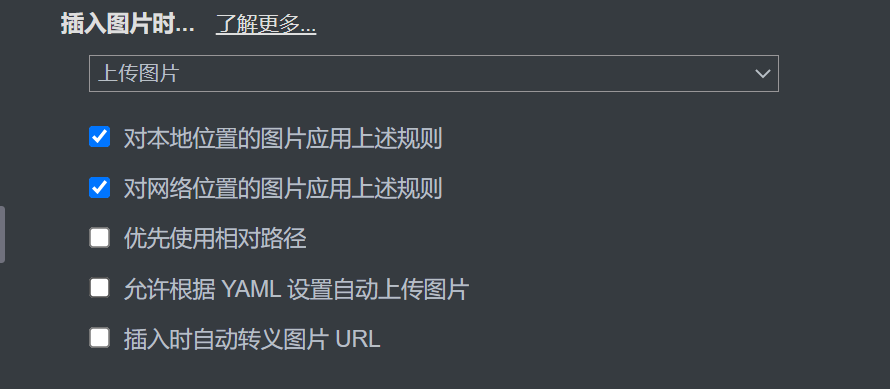 插入图片时... 了解更多...
上传图片
对本地位置的图片应用上述规则
对网络位置的图片应用上述规则
优先使用相对路径
允许根据 YAML 设置自动上传图片
插入时自动转义图片 URL